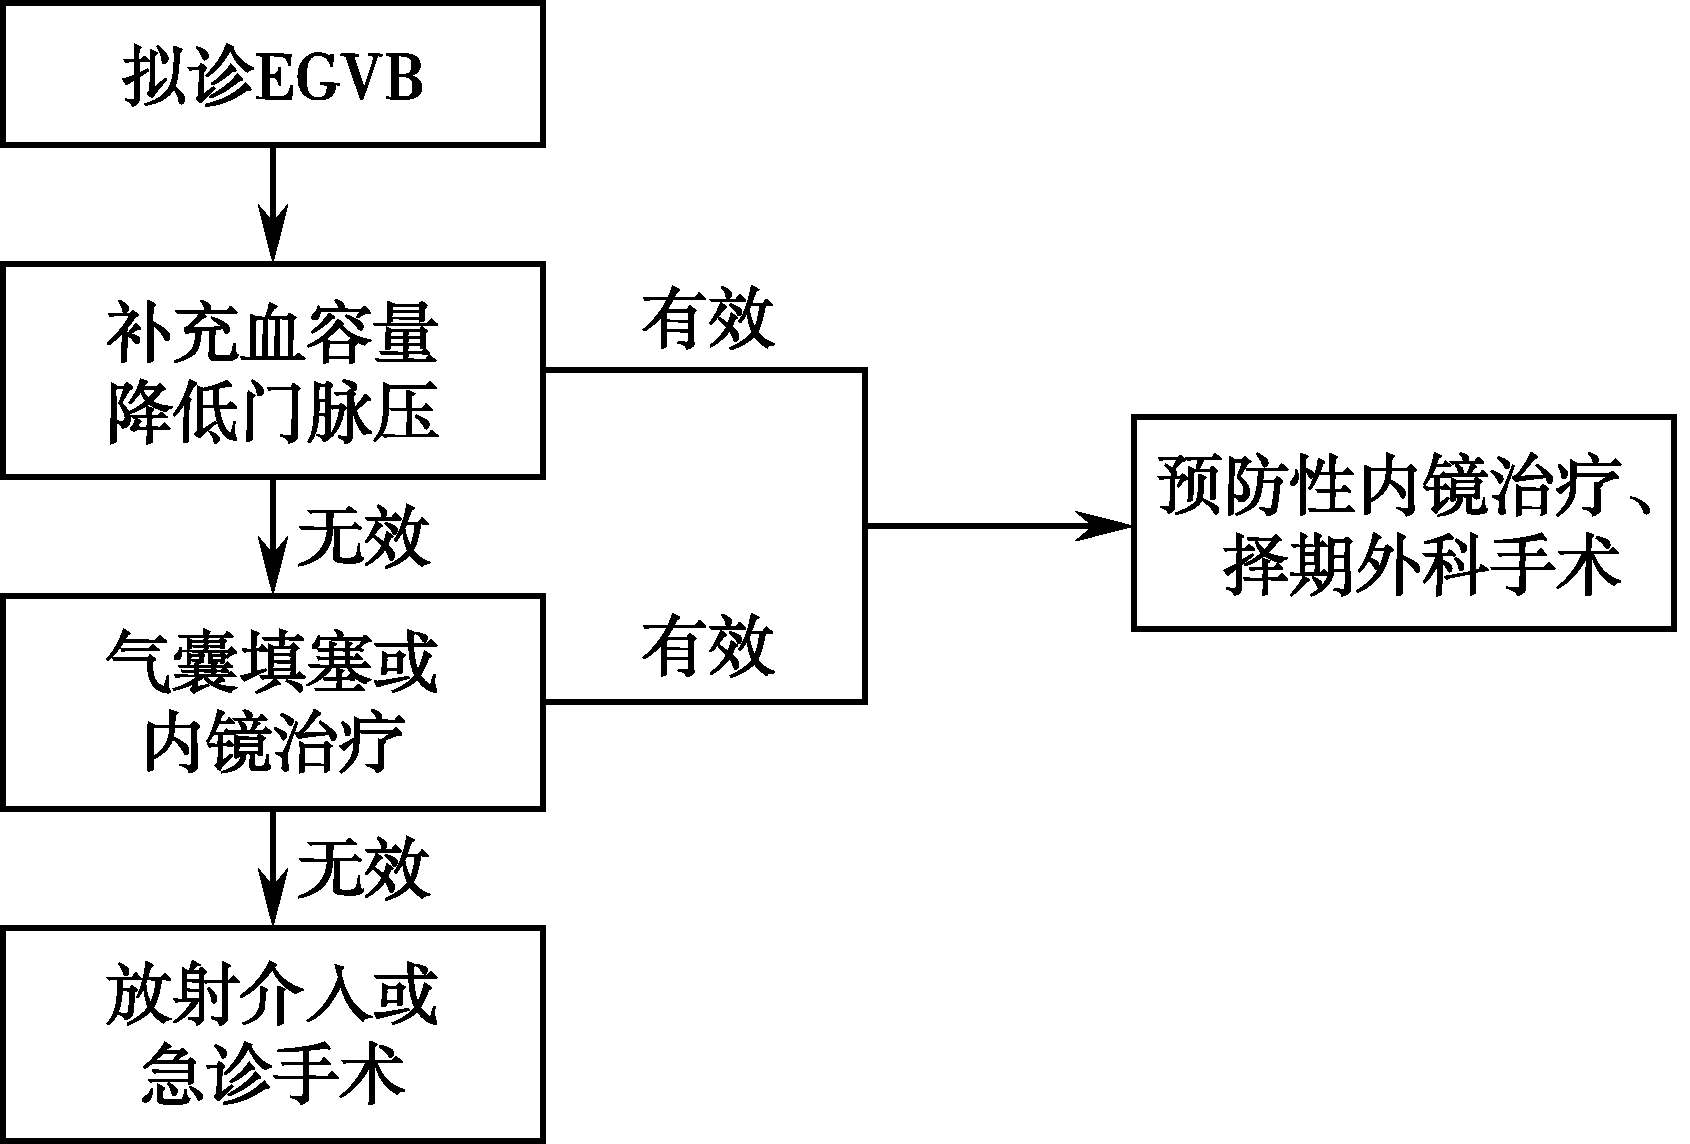 拟诊EGVB
补充血容量
降低门脉压
有效
无效
预防性内镜治疗、
择期外科手术
气囊填塞或
内镜治疗
有效
无效
放射介入或
急诊手术